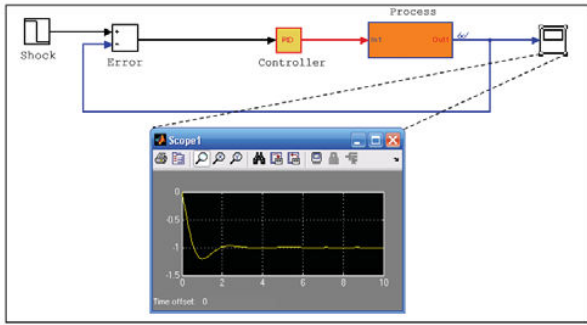 Process
+
-
PID
In1
Out1
Shock
Error
Controller
Scope1
0
-0.5
-1
-1.5
0
2
4
6
8
10
Time offset: 0